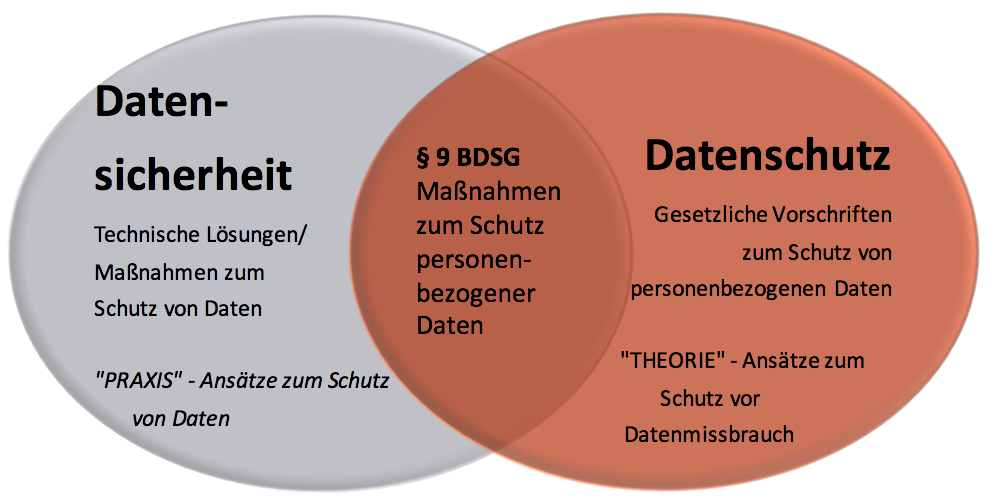 Daten-
sicherheit
Technische Lösungen/
Maßnahmen zum
Schutz von Daten
"PRAXIS" - Ansätze zum Schutz
von Daten
§ 9 BDSG
Maßnahmen
zum Schutz
personen-
bezogener
Daten
Datenschutz
Gesetzliche Vorschriften
zum Schutz von
personenbezogenen Daten
"THEORIE" - Ansätze zum
Schutz vor
Datenmissbrauch